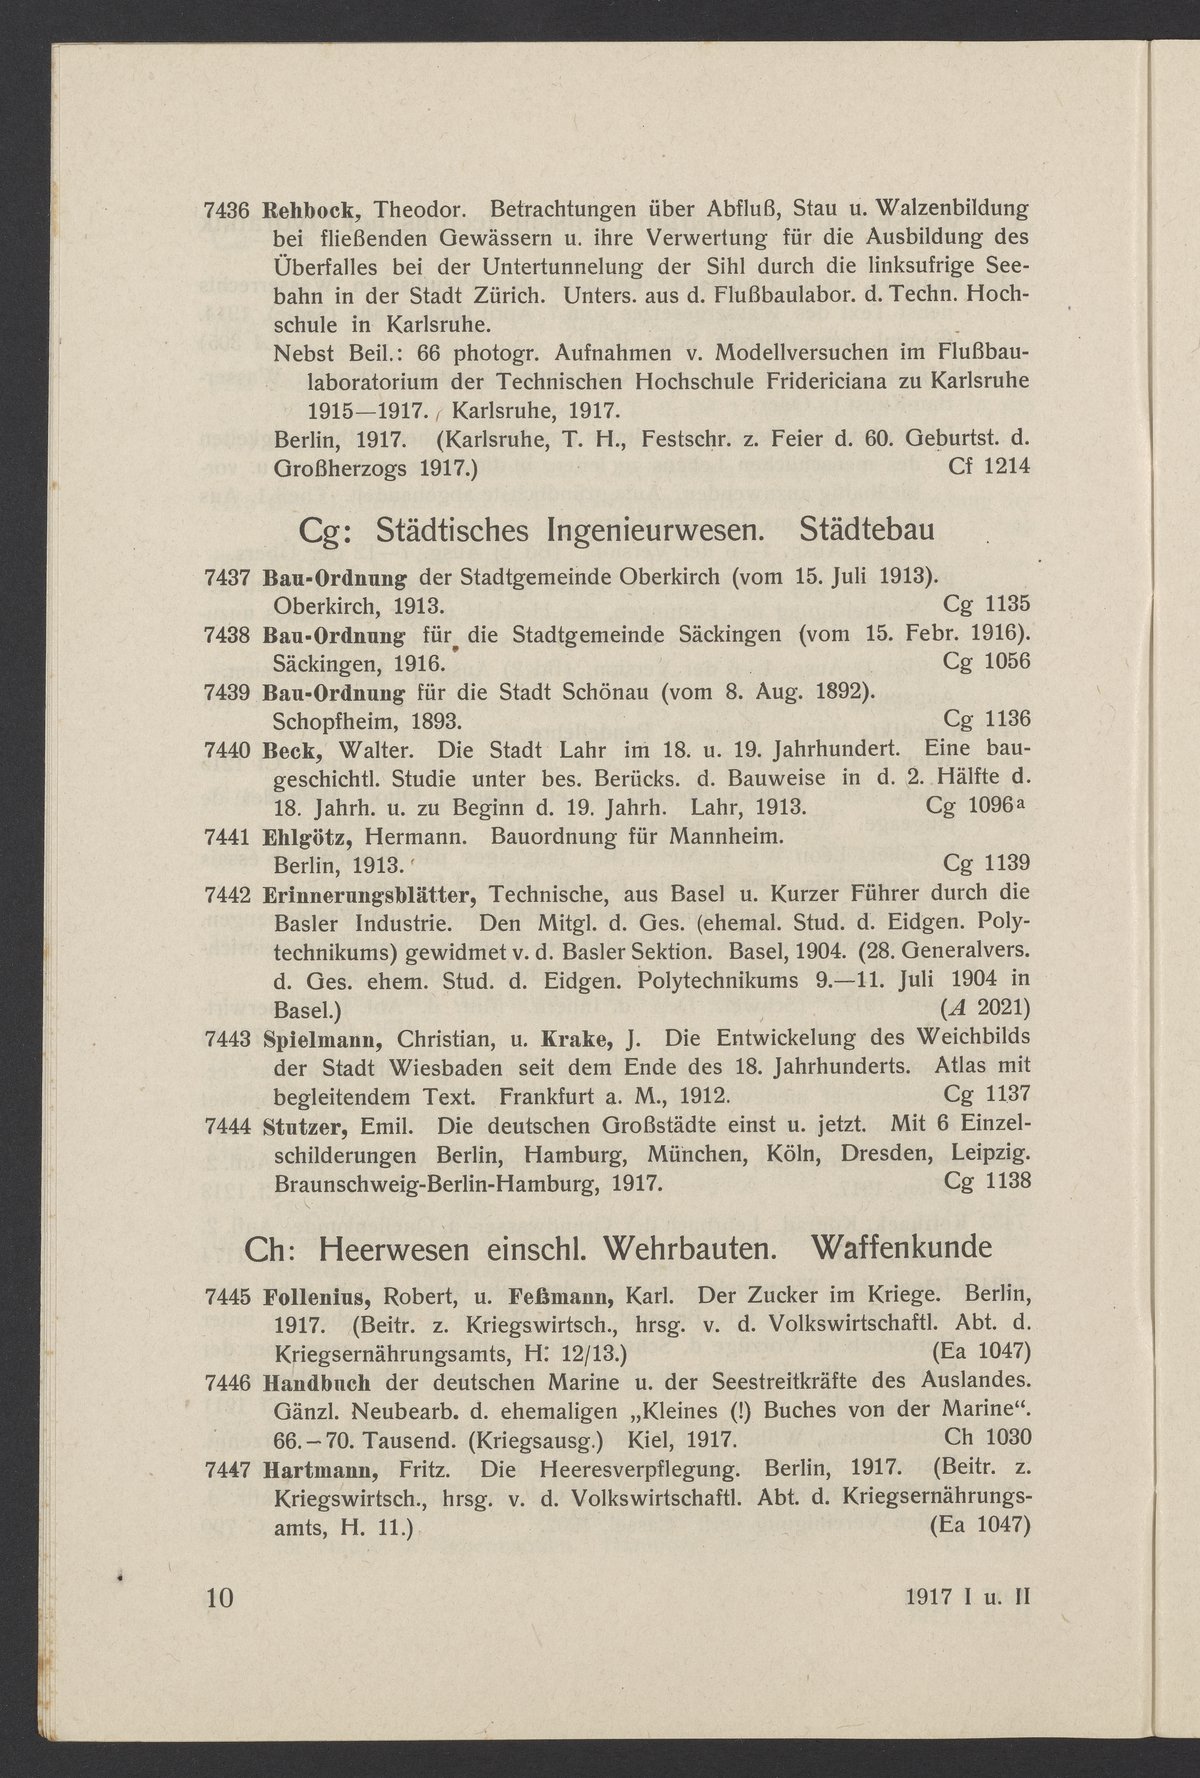 7436 Rehbock, Theodor. Betrachtungen über Abfluß, Stau u. Walzenbildung
bei fließenden Gewässern u. ihre Verwertung für die Ausbildung des
Überfalles bei der Untertunnelung der Sihl durch die linksufrige See-
bahn in der Stadt Zürich. Unters. aus d. Flußbaulabor. d. Techn. Hoch-
schule in Karlsruhe.
Nebst Beil.: 66 photogr. Aufnahmen v. Modellversuchen im Flußbau-
laboratorium der Technischen Hochschule Fridericiana zu Karlsruhe
1915—1917. Karlsruhe, 1917.
Berlin, 1917. (Karlsruhe, T. H., Festschr. z. Feier d. 60. Geburtst. d.
Großherzogs 1917.) Cf 1214
Cg: Städtisches Ingenieurwesen. Städtebau
7437 Bau-Ordnung der Stadtgemeinde Oberkirch (vom 15. Juli 1913).
Oberkirch, 1913. Cg 1135
7438 Bau-Ordnung für die Stadtgemeinde Säckingen (vom 15. Febr. 1916).
Säckingen, 1916. Cg 1056
7439 Bau-Ordnung für die Stadt Schönau (vom 8. Aug. 1892).
Schopfheim, 1893. Cg 1136
7440 Beck, Walter. Die Stadt Lahr im 18. u. 19. Jahrhundert. Eine bau-
geschichtl. Studie unter bes. Berücks. d. Bauweise in d. 2. Hälfte d.
18. Jahrh. u. zu Beginn d. 19. Jahrh. Lahr, 1913. Cg 1096a
7441 Ehlgötz, Hermann. Bauordnung für Mannheim.
Berlin, 1913. Cg 1139
7442 Erinnerungsblätter, Technische, aus Basel u. Kurzer Führer durch die
Basler Industrie. Den Mitgl. d. Ges. (ehemal. Stud. d. Eidgen. Poly-
technikums) gewidmet v. d. Basler Sektion. Basel, 1904. (28. Generalvers.
d. Ges. ehem. Stud. d. Eidgen. Polytechnikums 9.—11. Juli 1904 in
Basel.) (A 2021)
7443 Spielmann, Christian, u. Krake, J. Die Entwickelung des Weichbilds
der Stadt Wiesbaden seit dem Ende des 18. Jahrhunderts. Atlas mit
begleitendem Text. Frankfurt a. M., 1912. Cg 1137
7444 Stutzer, Emil. Die deutschen Großstädte einst u. jetzt. Mit 6 Einzel-
schilderungen Berlin, Hamburg, München, Köln, Dresden, Leipzig.
Braunschweig-Berlin-Hamburg, 1917. Cg 1138
Ch: Heerwesen einschl. Wehrbauten. Waffenkunde
7445 Follenius, Robert, u. Feßmann, Karl. Der Zucker im Kriege. Berlin,
1917. (Beitr. z. Kriegswirtsch., hrsg. v. d. Volkswirtschaftl. Abt. d.
Kriegsernährungsamts, H. 12/13.) (Ea 1047)
7446 Handbuch der deutschen Marine u. der Seestreitkräfte des Auslandes.
Gänzl. Neubearb. d. ehemaligen „Kleines (!) Buches von der Marine“.
66.–70. Tausend. (Kriegsausg.) Kiel, 1917. Ch 1030
7447 Hartmann, Fritz. Die Heeresverpflegung. Berlin, 1917. (Beitr. z.
Kriegswirtsch., hrsg. v. d. Volkswirtschaftl. Abt. d. Kriegsernährungs-
amts, H. 11.) (Ea 1047)
10 1917 I u. II